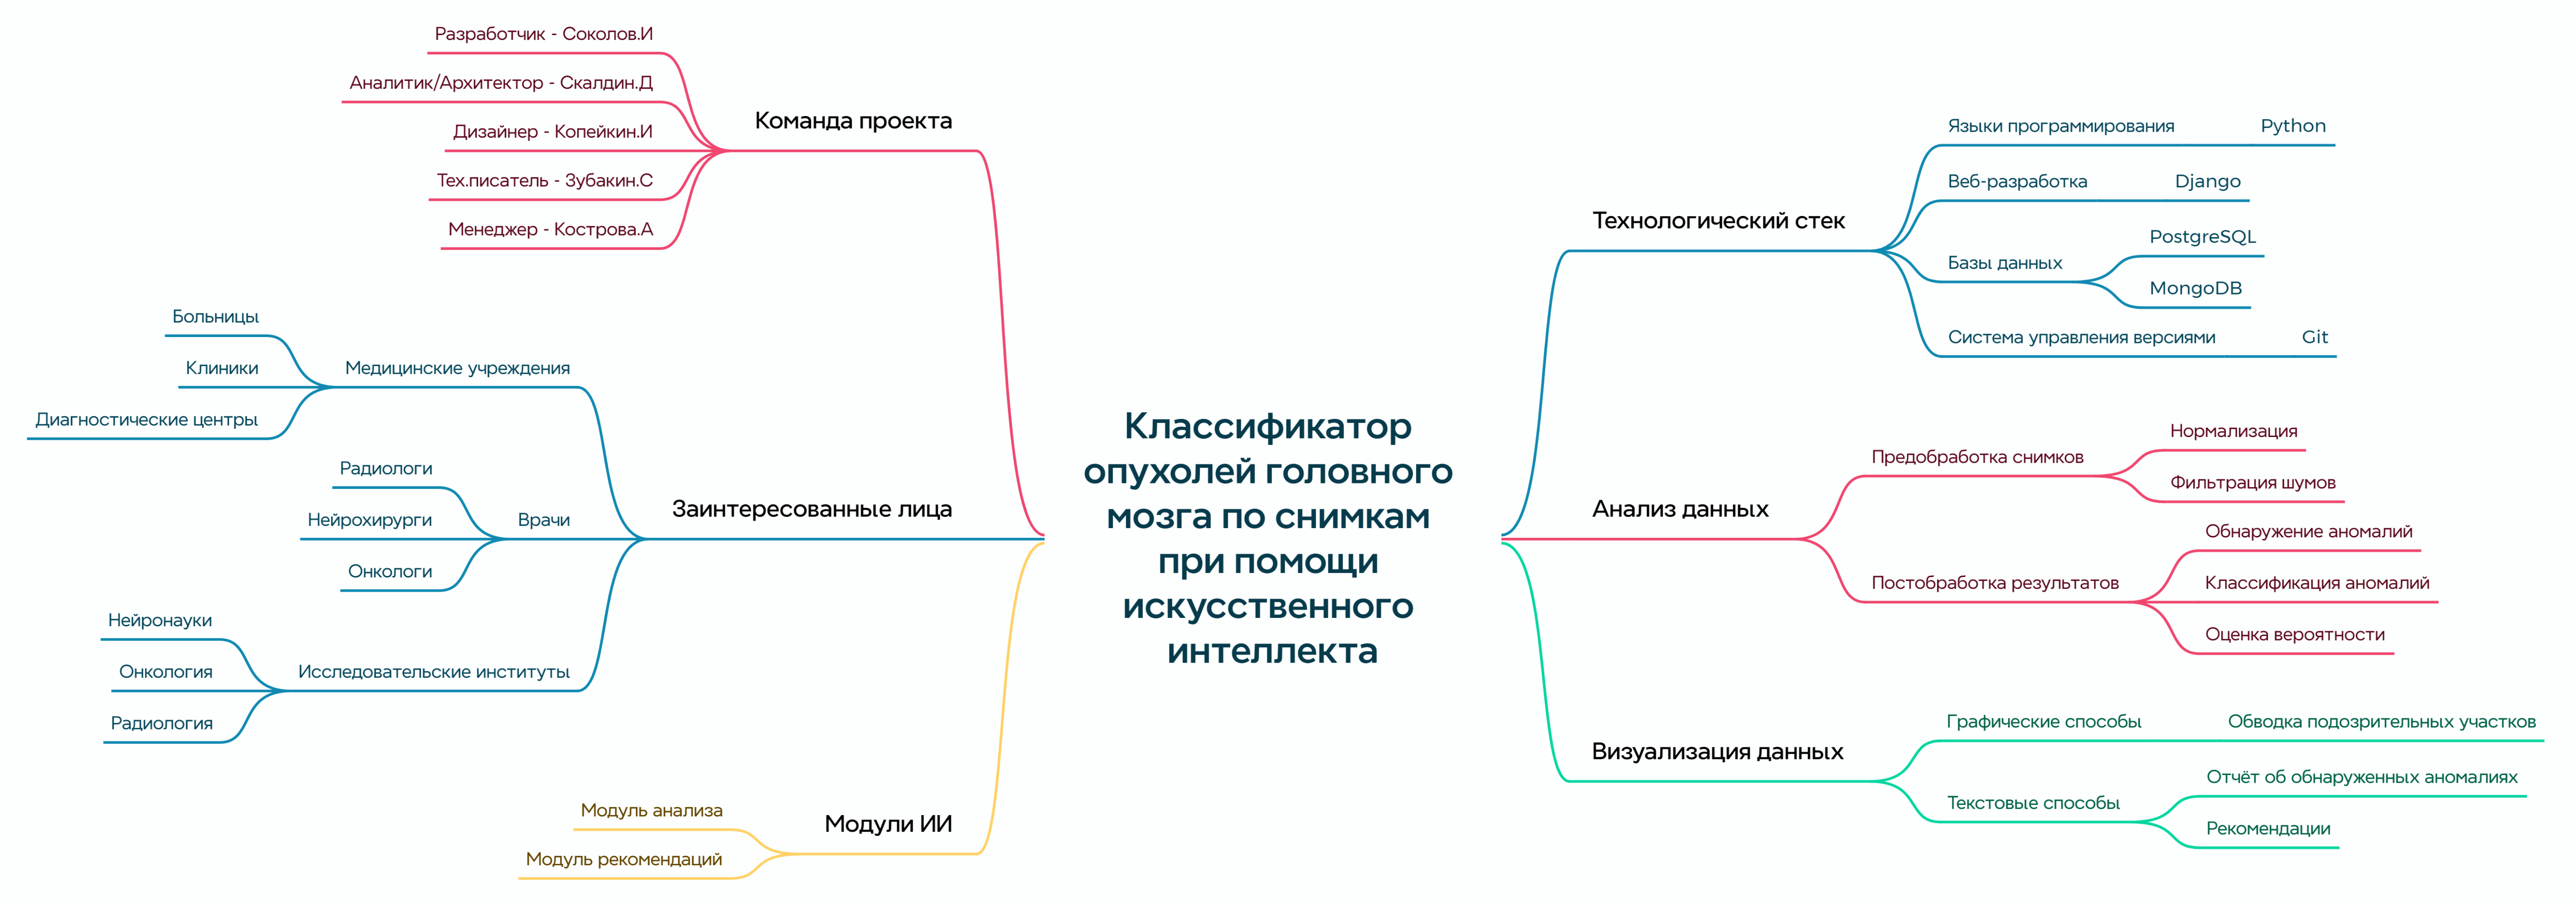 Разработчик - Соколов.И
Аналитик/Архитектор - Скалдин.Д
Дизайнер - Копейкин.И
Тех.писатель - Зубакин.С
Менеджер - Кострова.А
Команда проекта
Больницы
Клиники
Диагностические центры
Медицинские учреждения
Радиологи
Нейрохирурги
Онкологи
Врачи
Нейронауки
Онкология
Радиология
Исследовательские институты
Заинтересованные лица
Модуль анализа
Модуль рекомендаций
Модули ИИ
Классификатор
опухолей головного
мозга по снимкам
при помощи
искусственного
интеллекта
Технологический стек
Языки программирования
Python
Веб-разработка
Django
Базы данных
PostgreSQL
MongoDB
Система управления версиями
Git
Анализ данных
Предобработка снимков
Нормализация
Фильтрация шумов
Постобработка результатов
Обнаружение аномалий
Классификация аномалий
Оценка вероятности
Визуализация данных
Графические способы
Обводка подозрительных участков
Текстовые способы
Отчёт об обнаруженных аномалиях
Рекомендации